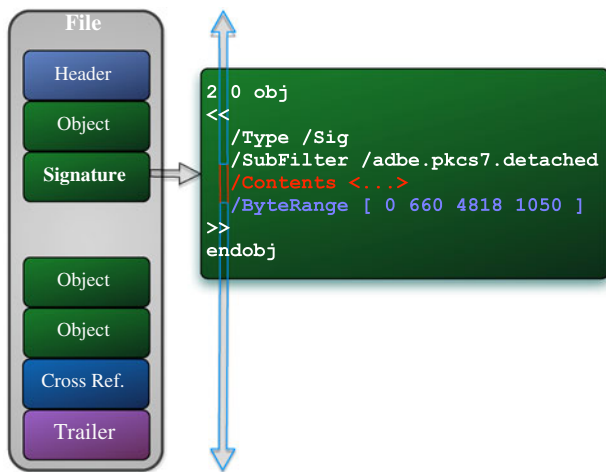 File
Header
Object
Signature
Object
Object
Cross Ref.
Trailer
2 0 obj
<<
/Type /Sig
/SubFilter /adbe.pkcs7.detached
/Contents <...>
/ByteRange [ 0 660 4818 1050 ]
>>
endobj